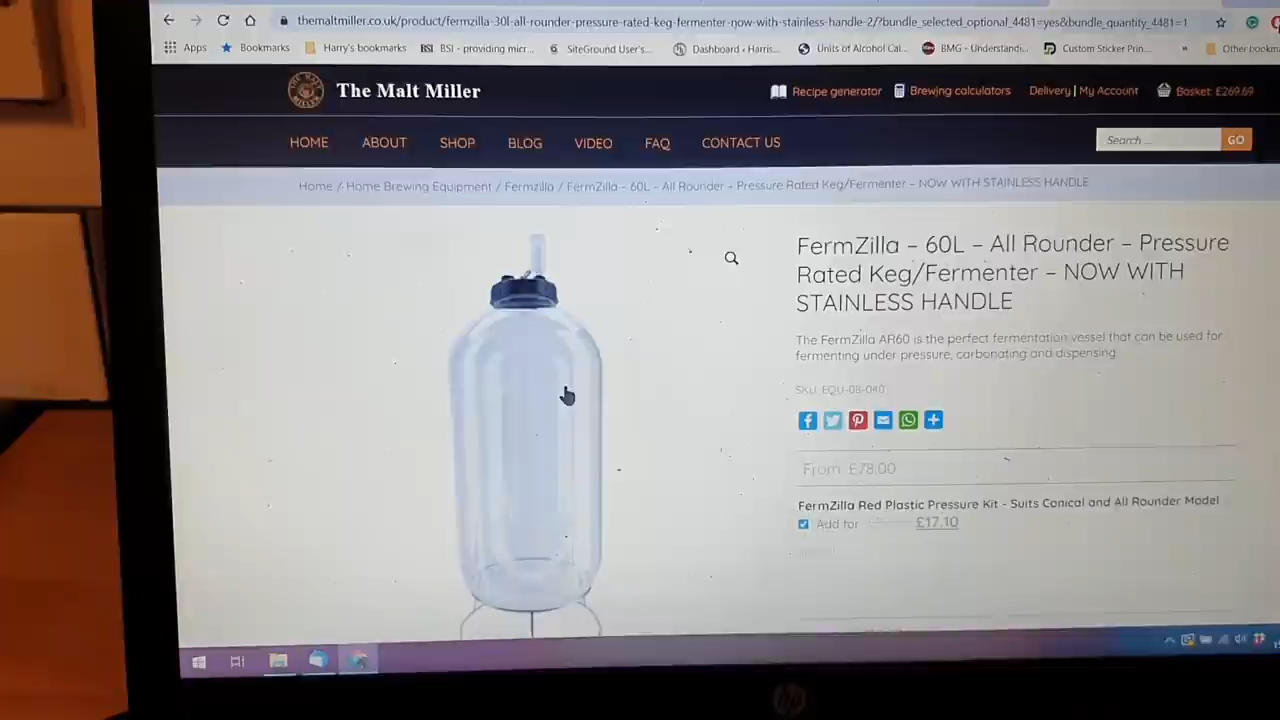 themaltmiller.co.uk/product/fermzilla-30l-all-rounder-pressure-rated-keg-fermenter-now-with-stainless-handle-2/?bundle_selected_optional_4481=yes&bundle_quantity_4481=1
Apps Bookmarks Harry's bookmarks BSI - providing micr... SiteGround User's... Dashboard ‹ Harris... Units of Alcohol Cal... BMG - Understandi... Custom Sticker Prin... » Other bookm
The Malt Miller Recipe generator Brewing calculators Delivery | My Account Basket: £269.69
HOME ABOUT SHOP BLOG VIDEO FAQ CONTACT US Search ... GO
Home / Home Brewing Equipment / Fermzilla / FermZilla – 60L – All Rounder – Pressure Rated Keg/Fermenter – NOW WITH STAINLESS HANDLE
FermZilla – 60L – All Rounder – Pressure
Rated Keg/Fermenter – NOW WITH
STAINLESS HANDLE
The FermZilla AR60 is the perfect fermentation vessel that can be used for
fermenting under pressure, carbonating and dispensing
SKU: EQU-08-040
From £78.00
FermZilla Red Plastic Pressure Kit - Suits Conical and All Rounder Model
Add for £17.10
hp